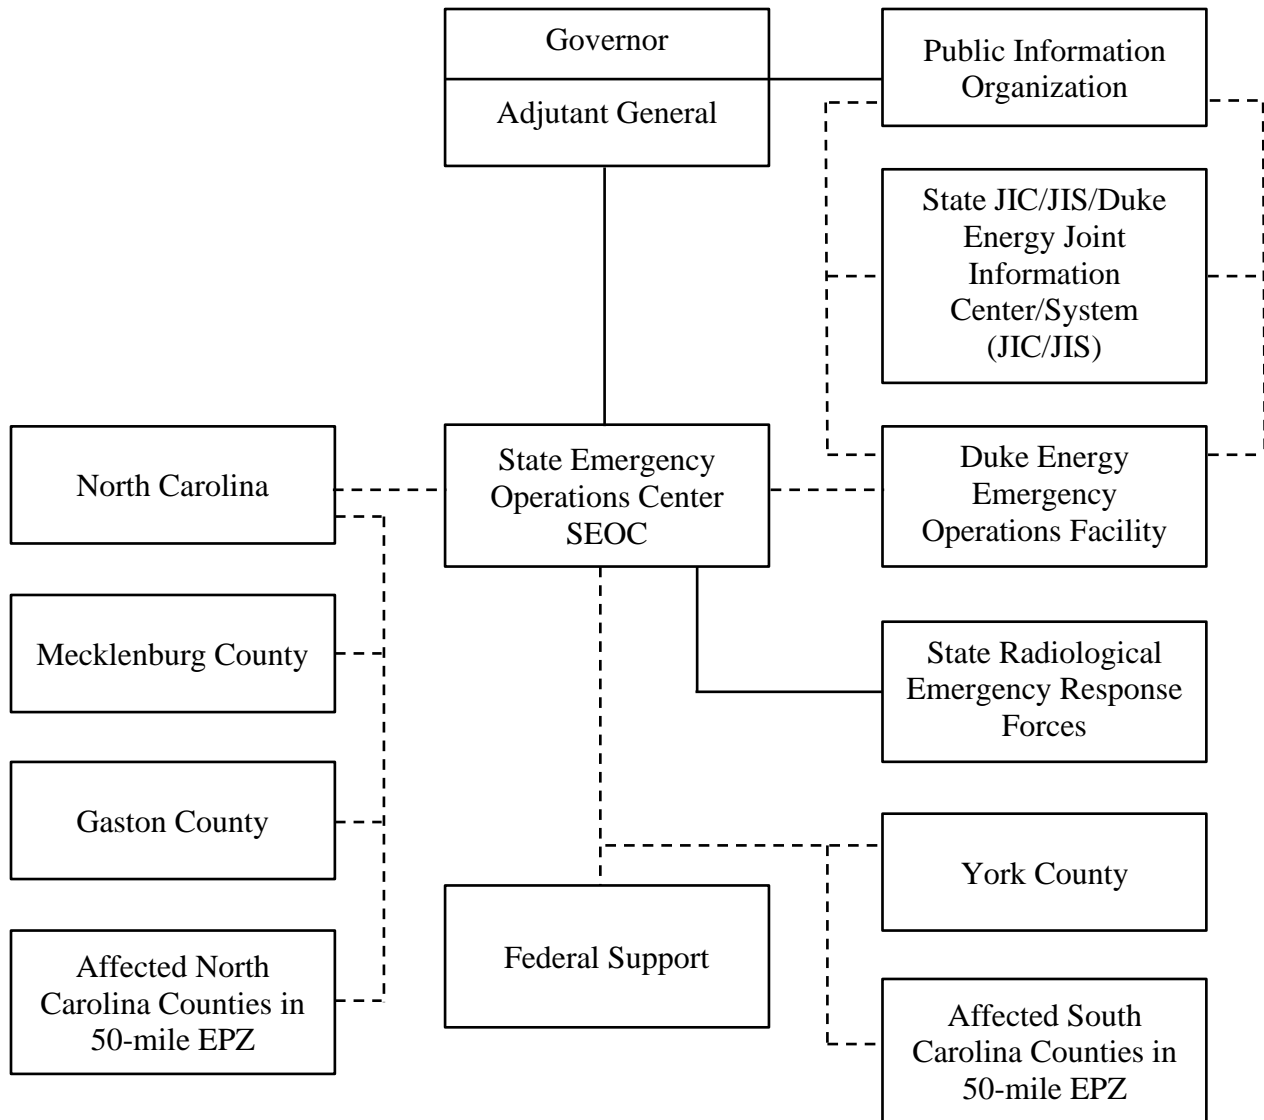 Governor
Adjutant General
Public Information
Organization
State JIC/JIS/Duke
Energy Joint
Information
Center/System
(JIC/JIS)
North Carolina
State Emergency
Operations Center
SEOC
Duke Energy
Emergency
Operations Facility
Mecklenburg County
State Radiological
Emergency Response
Forces
Gaston County
York County
Federal Support
Affected North
Carolina Counties in
50-mile EPZ
Affected South
Carolina Counties in
50-mile EPZ